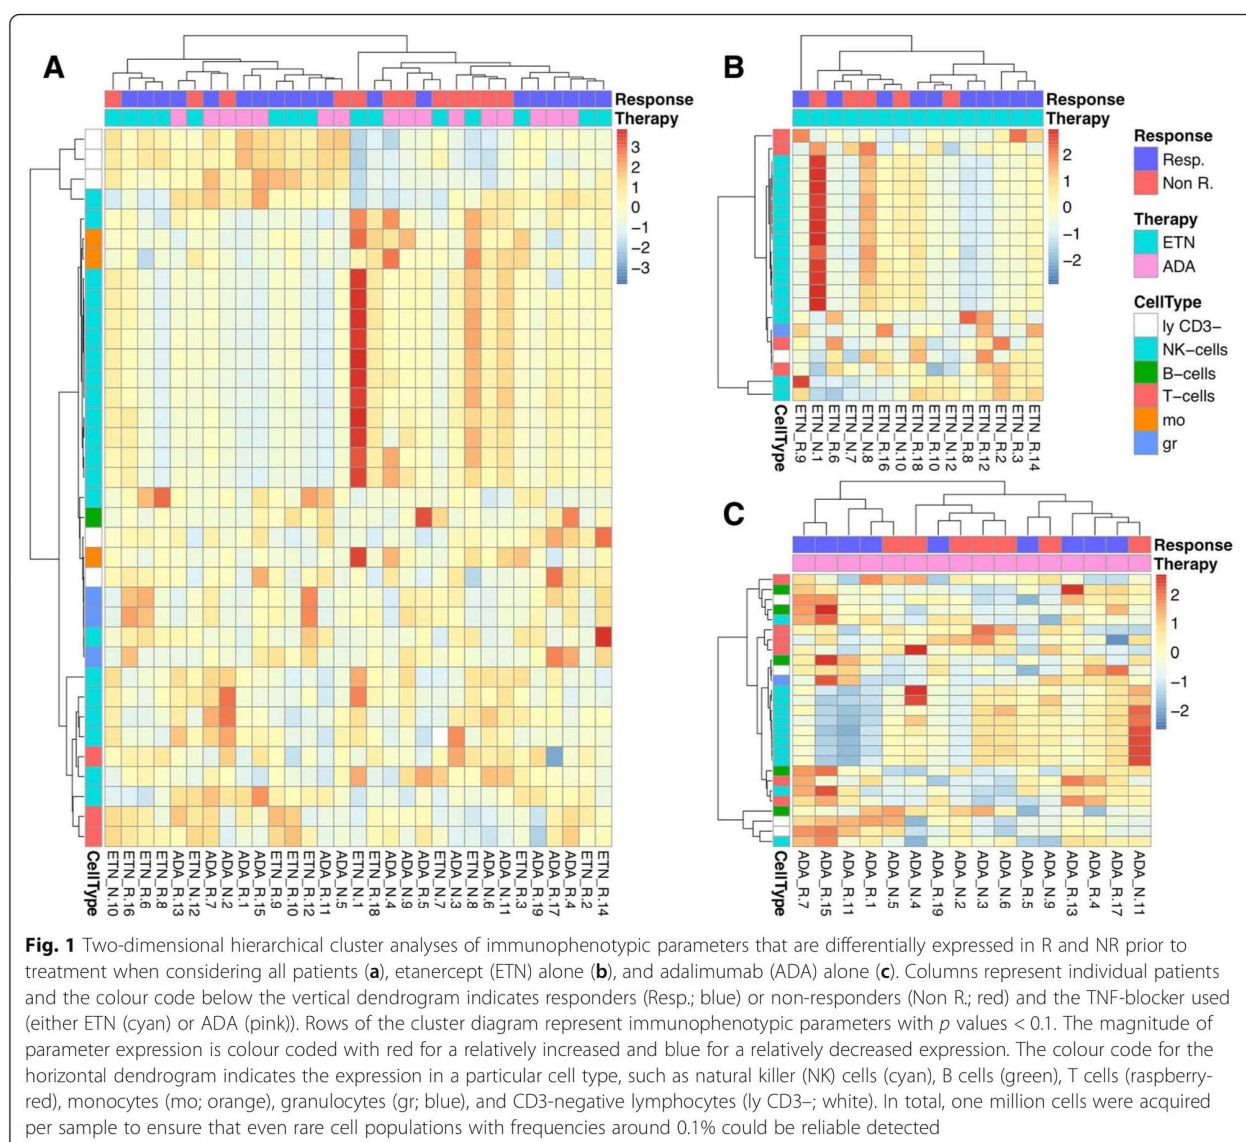 A
Response
Therapy
3
2
1
0
−1
−2
−3
CellType
ETN_N.10
ETN_R.16
ETN_R.6
ETN_R.8
ADA_R.13
ETN_N.12
ADA_R.7
ADA_N.2
ADA_R.1
ADA_R.15
ETN_R.9
ETN_R.10
ETN_R.12
ADA_R.11
ADA_N.5
ETN_N.1
ETN_R.18
ADA_N.4
ADA_N.9
ADA_R.5
ETN_N.7
ADA_N.3
ETN_N.8
ADA_N.6
ADA_N.11
ETN_R.3
ADA_R.19
ADA_R.17
ADA_R.4
ETN_R.2
ETN_R.14
B
Response
Therapy
2
1
0
−1
−2
CellType
ETN_R.9
ETN_N.1
ETN_R.6
ETN_N.7
ETN_N.8
ETN_R.16
ETN_N.10
ETN_R.18
ETN_R.10
ETN_N.12
ETN_R.8
ETN_R.12
ETN_R.2
ETN_R.3
ETN_R.14
Response
Resp.
Non R.
Therapy
ETN
ADA
CellType
ly CD3−
NK−cells
B−cells
T−cells
mo
gr
C
Response
Therapy
2
1
0
−1
−2
CellType
ADA_R.7
ADA_R.15
ADA_R.11
ADA_R.1
ADA_N.5
ADA_N.4
ADA_R.19
ADA_N.2
ADA_N.3
ADA_N.6
ADA_R.5
ADA_N.9
ADA_R.13
ADA_R.4
ADA_R.17
ADA_N.11
Fig. 1 Two-dimensional hierarchical cluster analyses of immunophenotypic parameters that are differentially expressed in R and NR prior to
treatment when considering all patients (a), etanercept (ETN) alone (b), and adalimumab (ADA) alone (c). Columns represent individual patients
and the colour code below the vertical dendrogram indicates responders (Resp.; blue) or non-responders (Non R.; red) and the TNF-blocker used
(either ETN (cyan) or ADA (pink)). Rows of the cluster diagram represent immunophenotypic parameters with p values < 0.1. The magnitude of
parameter expression is colour coded with red for a relatively increased and blue for a relatively decreased expression. The colour code for the
horizontal dendrogram indicates the expression in a particular cell type, such as natural killer (NK) cells (cyan), B cells (green), T cells (raspberry-
red), monocytes (mo; orange), granulocytes (gr; blue), and CD3-negative lymphocytes (ly CD3–; white). In total, one million cells were acquired
per sample to ensure that even rare cell populations with frequencies around 0.1% could be reliable detected